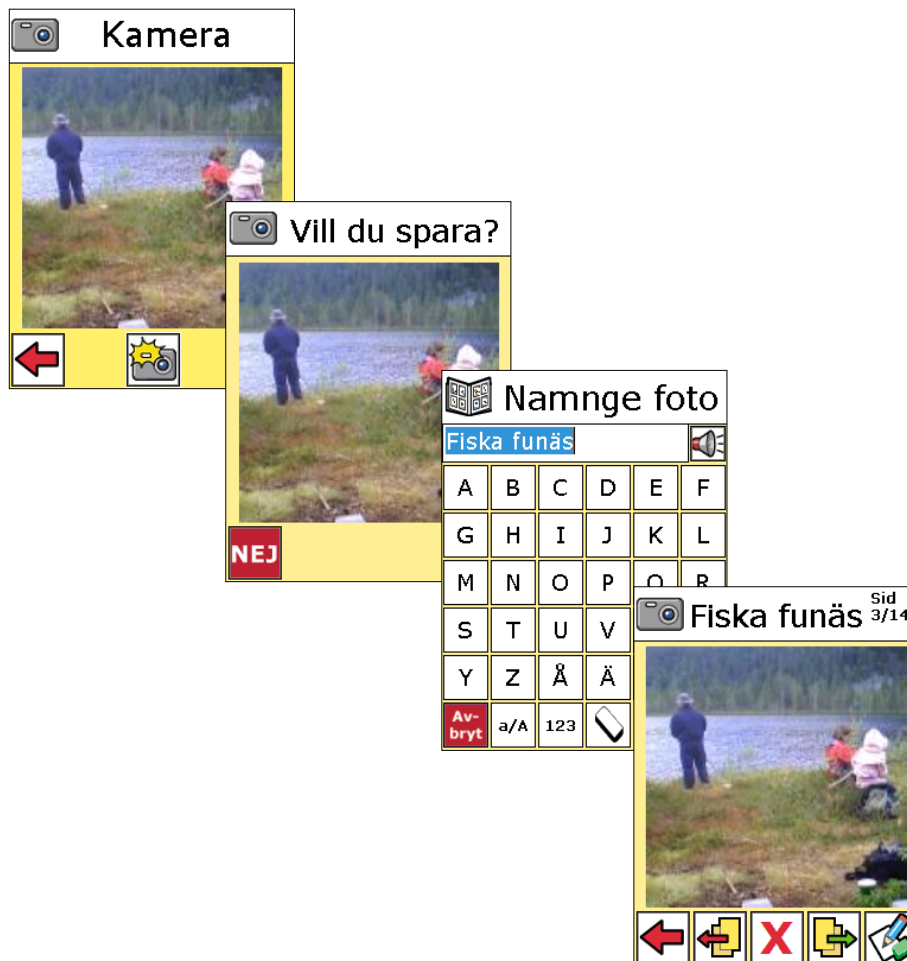 Kamera
Vill du spara?
NEJ
Namnge foto
Fiska funäs
A B C D E F
G H I J K L
M N O P Q R
S T U V
Y Z Å Ä
Av-
bryt a/A 123
Fiska funäs Sid
3/14
X